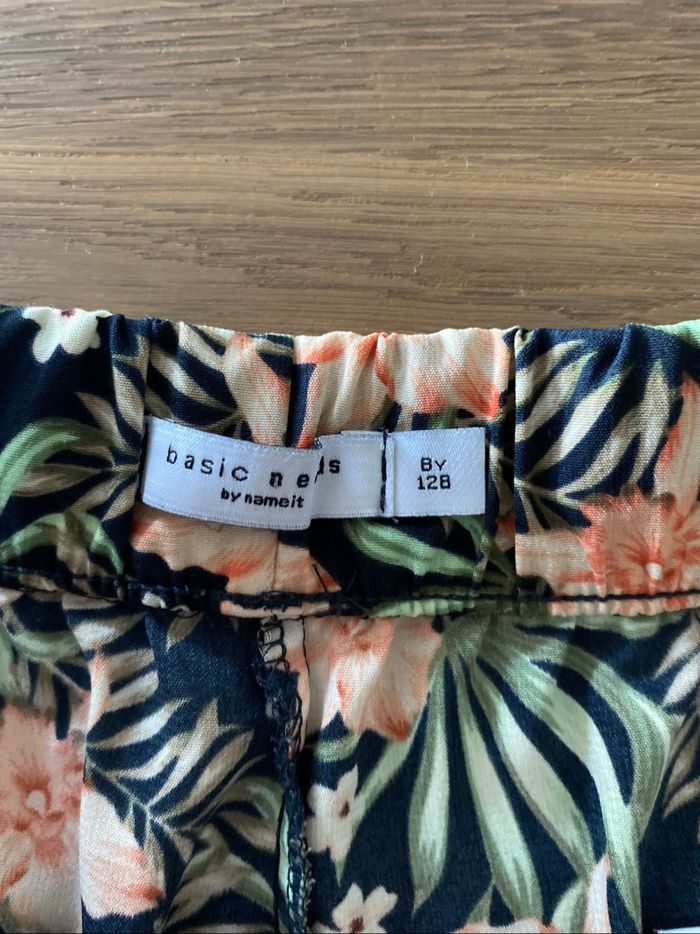 basic ne ds
by nameit
8Y
128